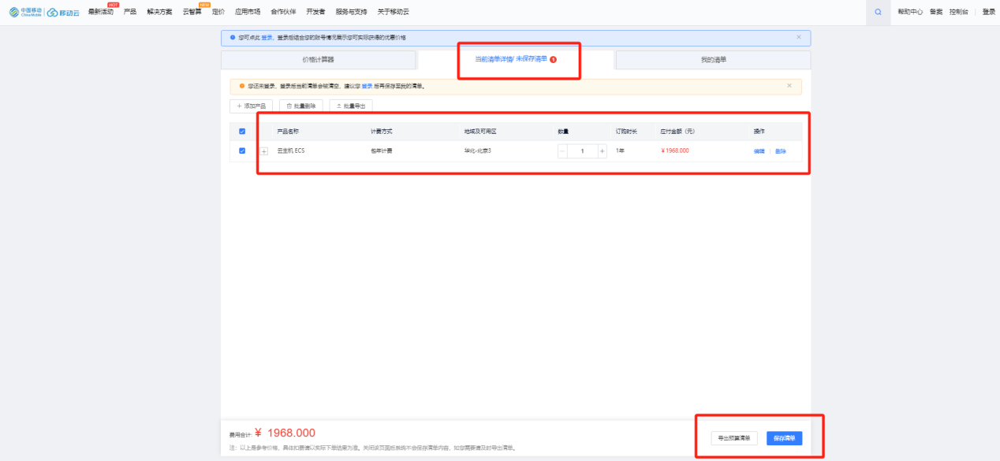 中国移动 China Mobile 移动云 最新活动 HOT 产品 解决方案 云智算 NEW 定价 应用市场 合作伙伴 开发者 服务与支持 关于移动云 帮助中心 备案 控制台 登录
您可点此 登录，登录后结合您的账号情况展示您可实际获得的优惠价格
价格计算器 当前清单详情/ 未保存清单 1 我的清单
您还未登录，登录后当前清单会被清空，建议您 登录 后再保存至我的清单。
添加产品 批量删除 批量导出
产品名称 计费方式 地域及可用区 数量 订购时长 应付金额（元） 操作
云主机 ECS 包年计费 华北-北京3 1 1年 ¥1968.000 编辑 删除
费用合计: ¥ 1968.000
导出预算清单 保存清单
注：以上是参考价格，具体扣费请以实际下单结果为准。关闭该页面后系统不会保存清单内容，如您需要请及时导出清单。